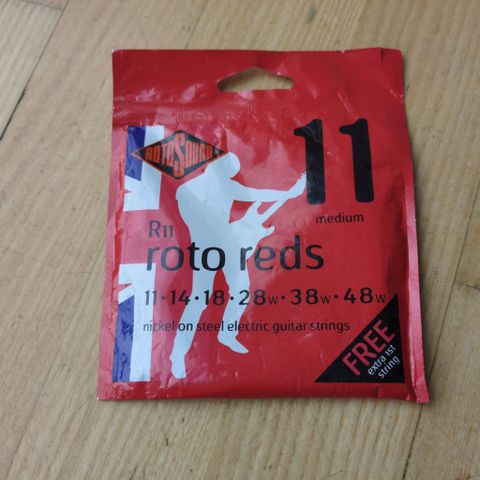 ROTOSOUND
11
medium
R11
roto reds
11·14·18·28w·38w·48w
nickel on steel electric guitar strings
FREE
extra 1st
string